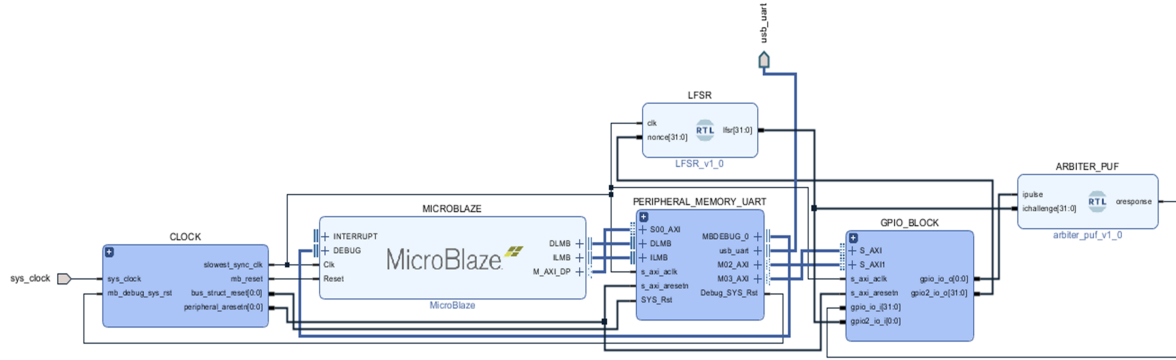 usb_uart
LFSR
clk
nonce[31:0]
RTL
lfsr[31:0]
LFSR_v1_0
ARBITER_PUF
ipulse
ichallenge[31:0]
RTL
oresponse
arbiter_puf_v1_0
MICROBLAZE
INTERRUPT
DEBUG
Clk
Reset
MicroBlaze
DLMB
ILMB
M_AXI_DP
MicroBlaze
PERIPHERAL_MEMORY_UART
S00_AXI
DLMB
ILMB
s_axi_aclk
s_axi_aresetn
SYS_Rst
MBDEBUG_0
usb_uart
M02_AXI
M03_AXI
Debug_SYS_Rst
GPIO_BLOCK
S_AXI
S_AXI1
s_axi_aclk
s_axi_aresetn
gpio_io_i[31:0]
gpio2_io_i[0:0]
gpio_io_o[0:0]
gpio2_io_o[31:0]
CLOCK
sys_clock
sys_clock
mb_debug_sys_rst
slowest_sync_clk
mb_reset
bus_struct_reset[0:0]
peripheral_aresetn[0:0]